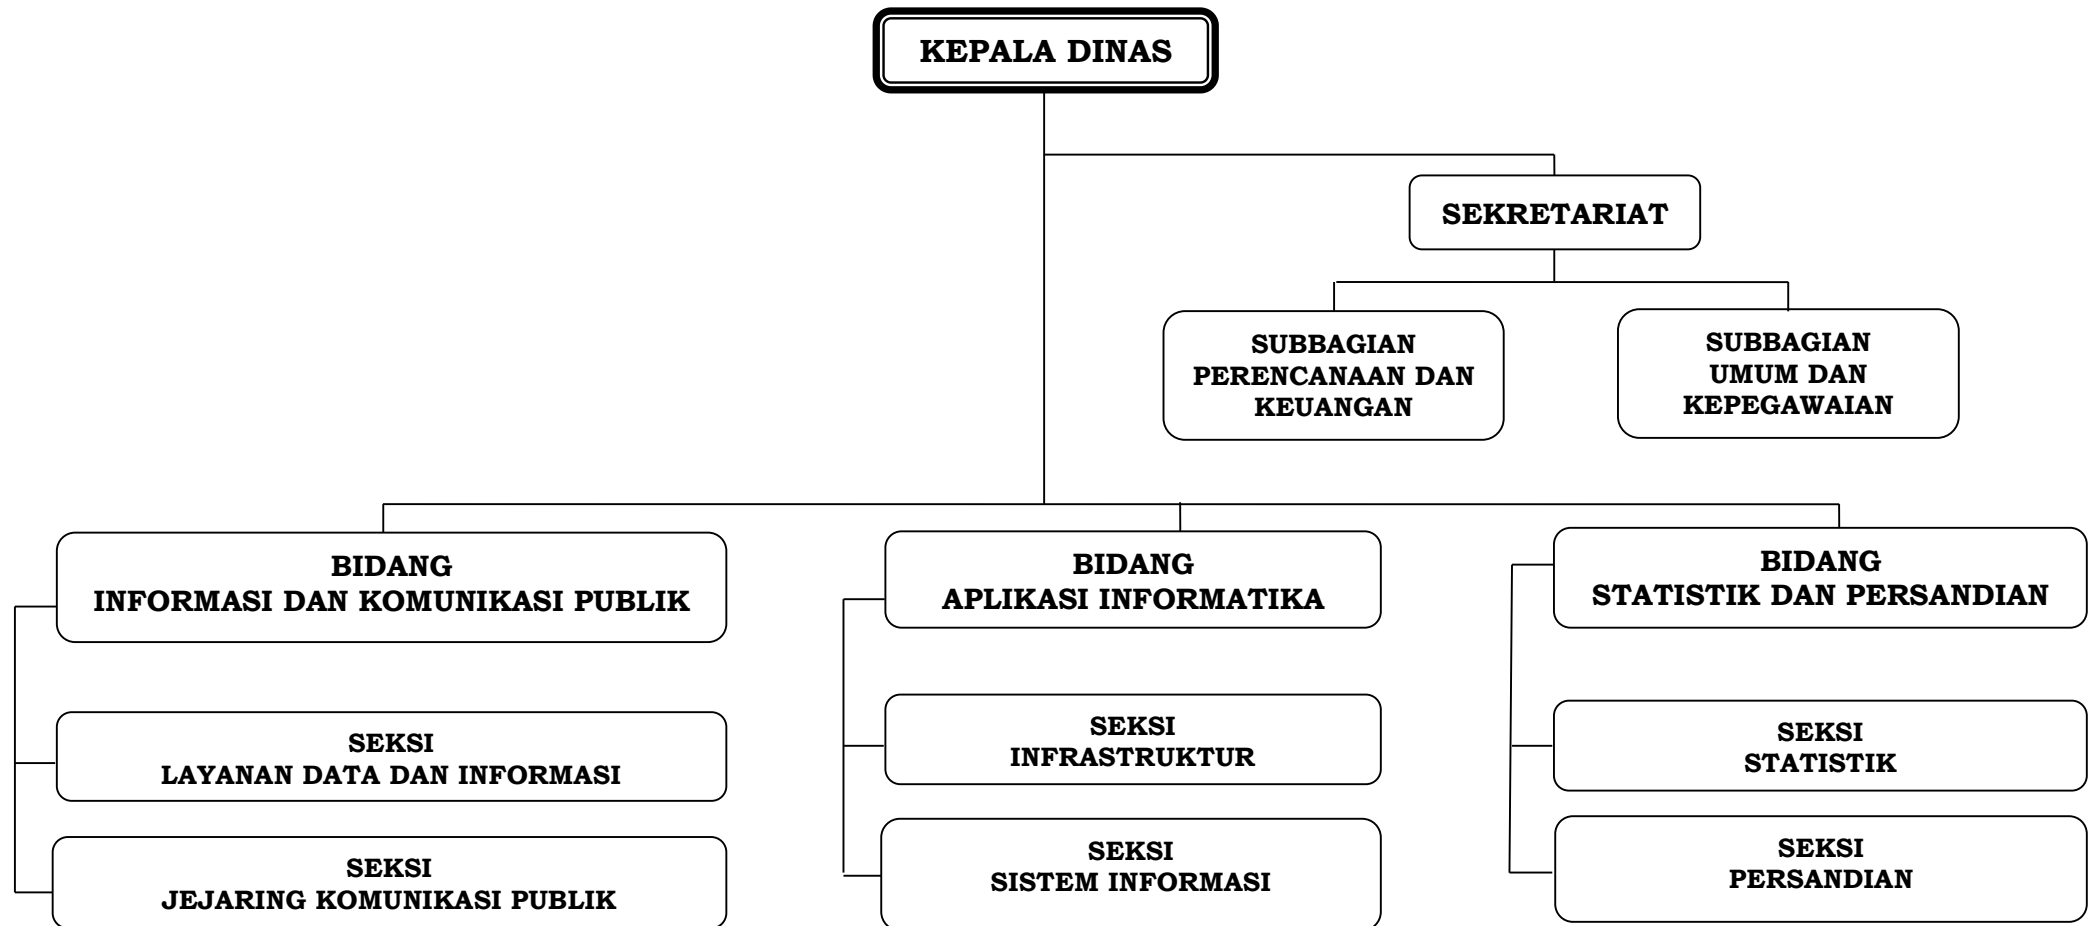 KEPALA DINAS
SEKRETARIAT
SUBBAGIAN
PERENCANAAN DAN
KEUANGAN
SUBBAGIAN
UMUM DAN
KEPEGAWAIAN
BIDANG
INFORMASI DAN KOMUNIKASI PUBLIK
SEKSI
LAYANAN DATA DAN INFORMASI
SEKSI
JEJARING KOMUNIKASI PUBLIK
BIDANG
APLIKASI INFORMATIKA
SEKSI
INFRASTRUKTUR
SEKSI
SISTEM INFORMASI
BIDANG
STATISTIK DAN PERSANDIAN
SEKSI
STATISTIK
SEKSI
PERSANDIAN